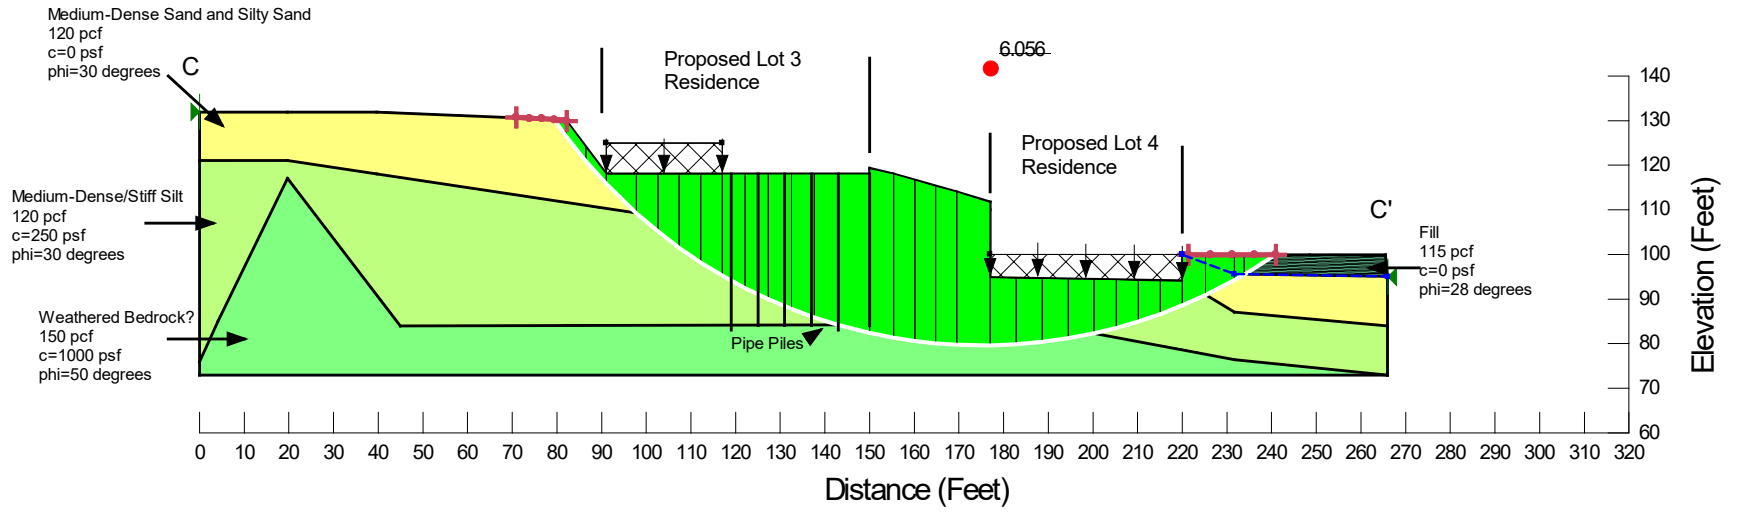 Medium-Dense Sand and Silty Sand
120 pcf
c=0 psf
phi=30 degrees
C
Proposed Lot 3
Residence
6.056
Proposed Lot 4
Residence
C'
Medium-Dense/Stiff Silt
120 pcf
c=250 psf
phi=30 degrees
Fill
115 pcf
c=0 psf
phi=28 degrees
Weathered Bedrock?
150 pcf
c=1000 psf
phi=50 degrees
Pipe Piles
140
130
120
110
100
90
80
70
60
Elevation (Feet)
0 10 20 30 40 50 60 70 80 90 100 110 120 130 140 150 160 170 180 190 200 210 220 230 240 250 260 270 280 290 300 310 320
Distance (Feet)